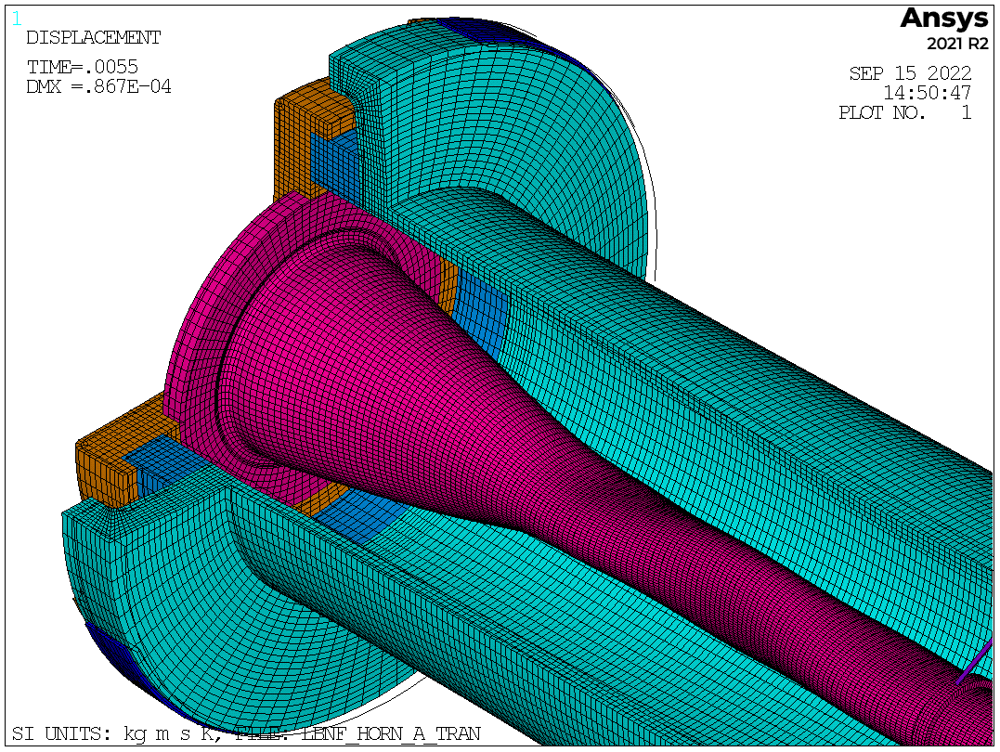 1
DISPLACEMENT
TIME=.0055
DMX =.867E-04
Ansys
2021 R2
SEP 15 2022
14:50:47
PLOT NO. 1
SI UNITS: kg m s K, FILE: LBNF_HORN_A_TRAN